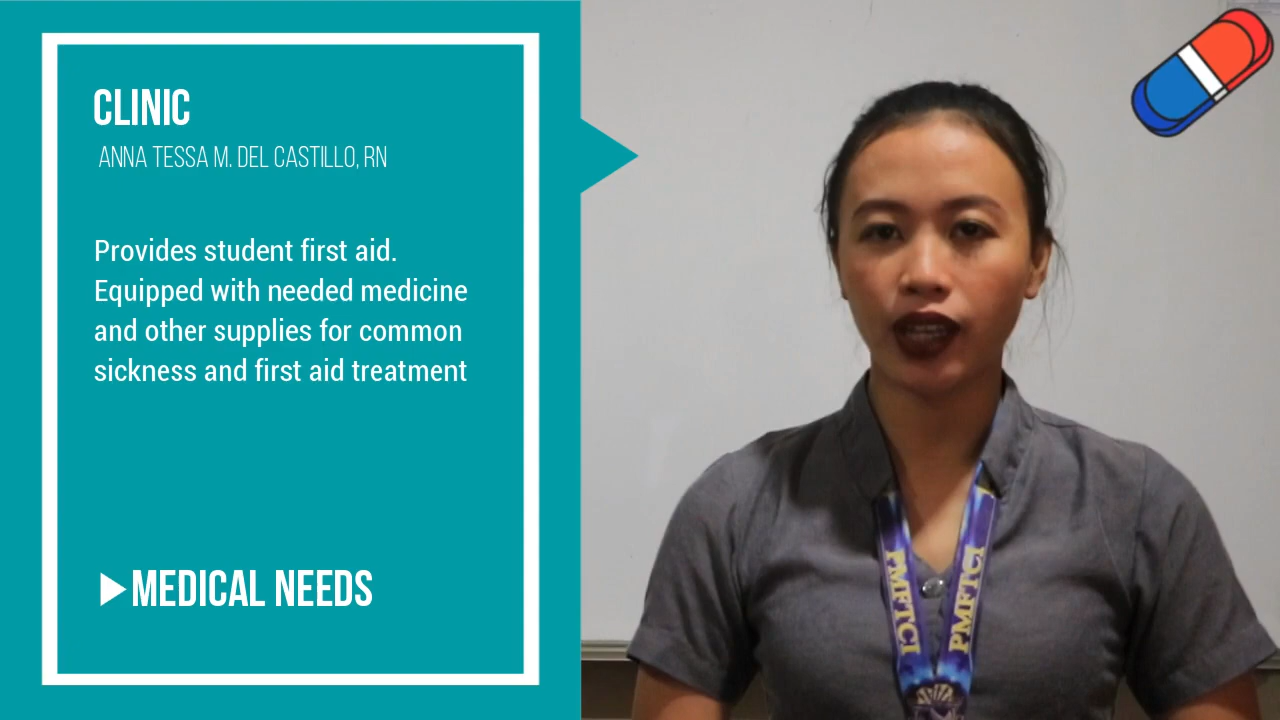 CLINIC
ANNA TESSA M. DEL CASTILLO, RN
Provides student first aid.
Equipped with needed medicine
and other supplies for common
sickness and first aid treatment
MEDICAL NEEDS
PMFTCI
PMFTCI